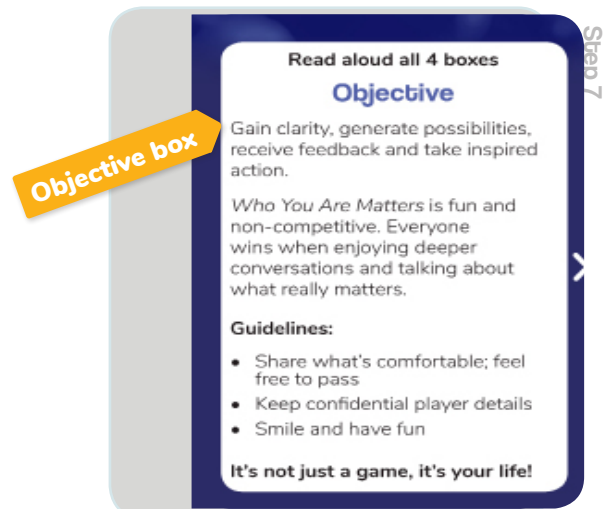 Read aloud all 4 boxes
Objective
Gain clarity, generate possibilities,
receive feedback and take inspired
action.
Who You Are Matters is fun and
non-competitive. Everyone
wins when enjoying deeper
conversations and talking about
what really matters.
Guidelines:
• Share what's comfortable; feel
free to pass
• Keep confidential player details
• Smile and have fun
It's not just a game, it's your life!
Objective box
Step 7